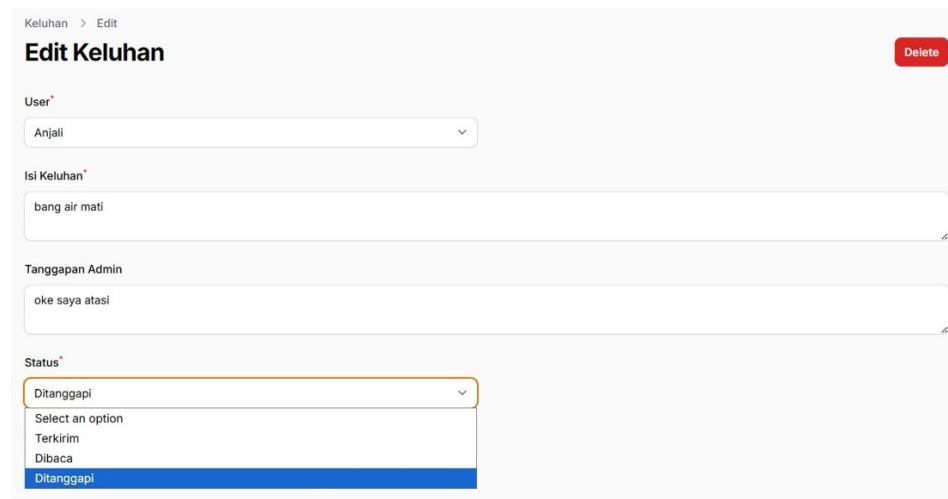 Keluhan > Edit
Edit Keluhan
Delete
User*
Anjali
Isi Keluhan*
bang air mati
Tanggapan Admin
oke saya atasi
Status*
Ditanggapi
Select an option
Terkirim
Dibaca
Ditanggapi